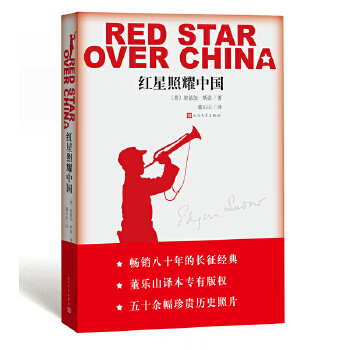 RED STAR
OVER CHINA
红星照耀中国
〔美〕埃德加·斯诺/著
董乐山/译
人民文学出版社
Edgar Snow
★ 畅销八十年的长征经典 ★
★ 董乐山译本专有版权 ★
★ 五十余幅珍贵历史照片 ★
RED STAR
OVER CHINA
红星照耀中国